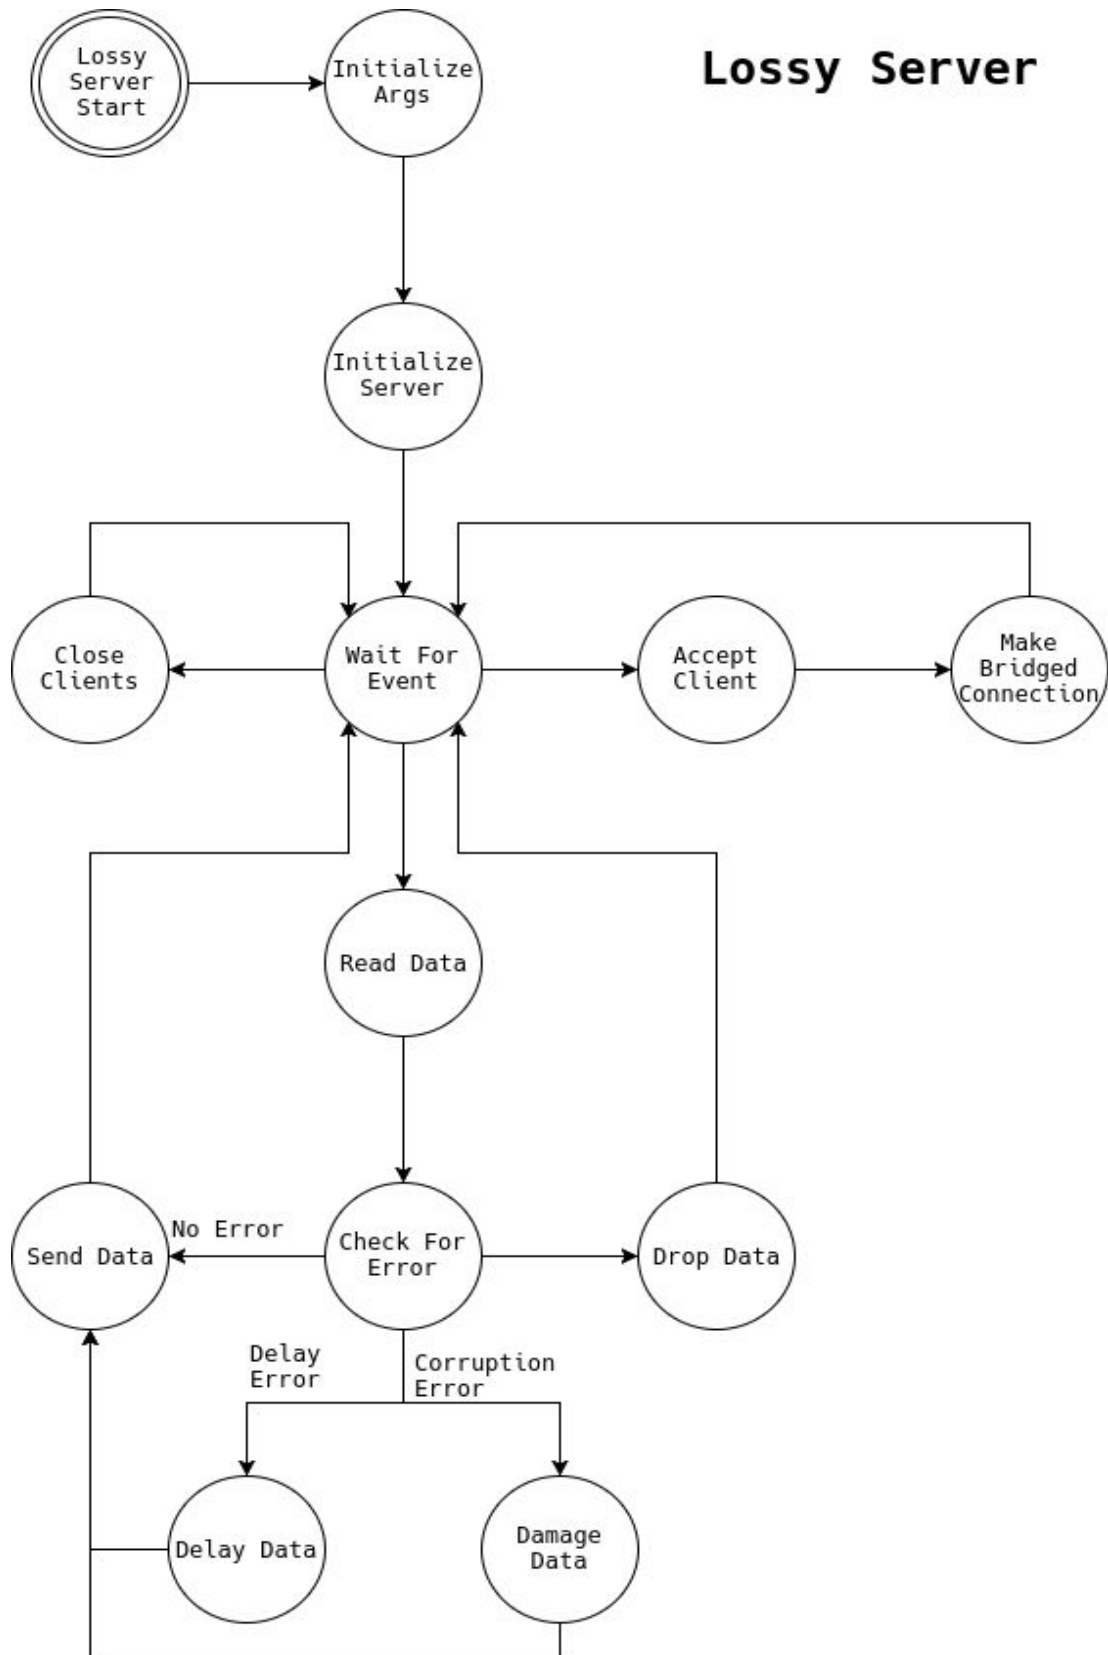 Lossy Server
Lossy
Server
Start
Initialize
Args
Initialize
Server
Close
Clients
Wait For
Event
Accept
Client
Make
Bridged
Connection
Read Data
Send Data
No Error
Check For
Error
Drop Data
Delay
Error
Corruption
Error
Delay Data
Damage
Data